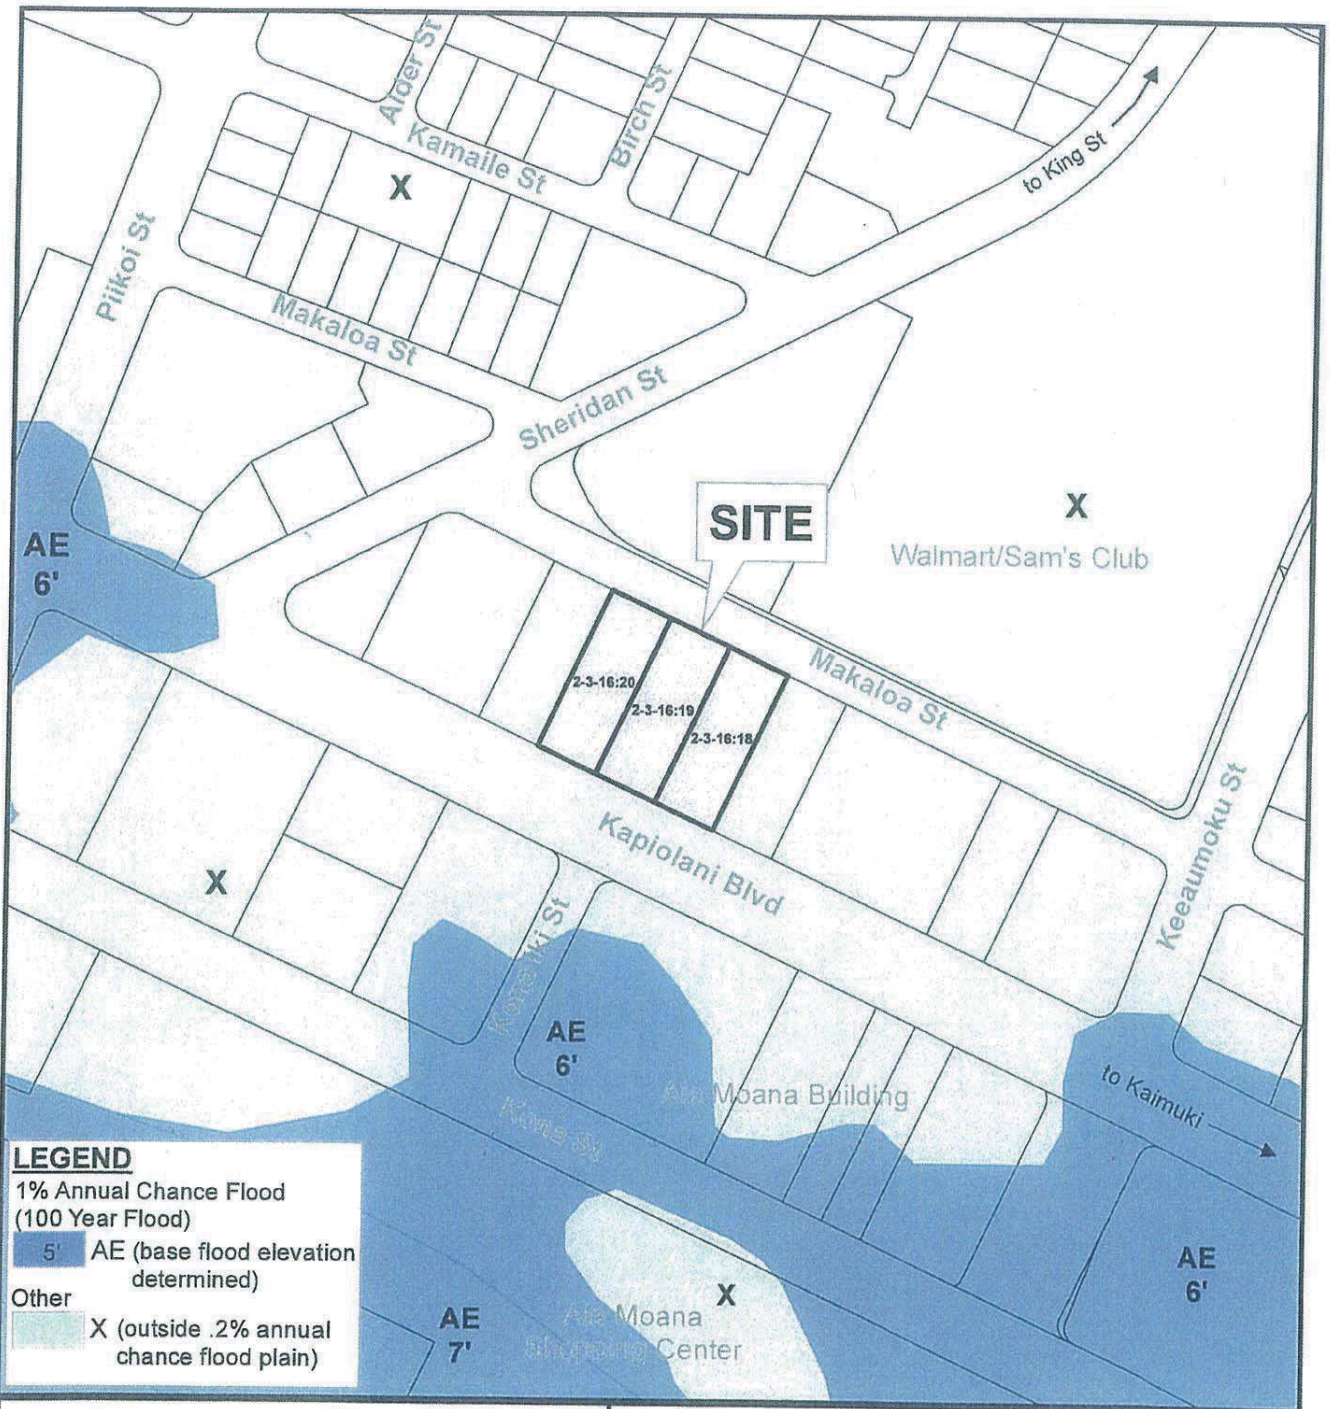 Alder St
Birch St
Kamaile St
to King St
X
Piikoi St
Makaloa St
Sheridan St
SITE
X
Walmart/Sam's Club
AE
6'
2-3-16:20
2-3-16:19
2-3-16:18
Makaloa St
Keeaumoku St
Kapiolani Blvd
X
Kona Iki St
AE
6'
to Kaimuki
Ala Moana Building
Kona St
LEGEND
1% Annual Chance Flood
(100 Year Flood)
5' AE (base flood elevation
determined)
Other
X (outside .2% annual
chance flood plain)
AE
6'
X
AE
7'
Ala Moana
Shopping Center